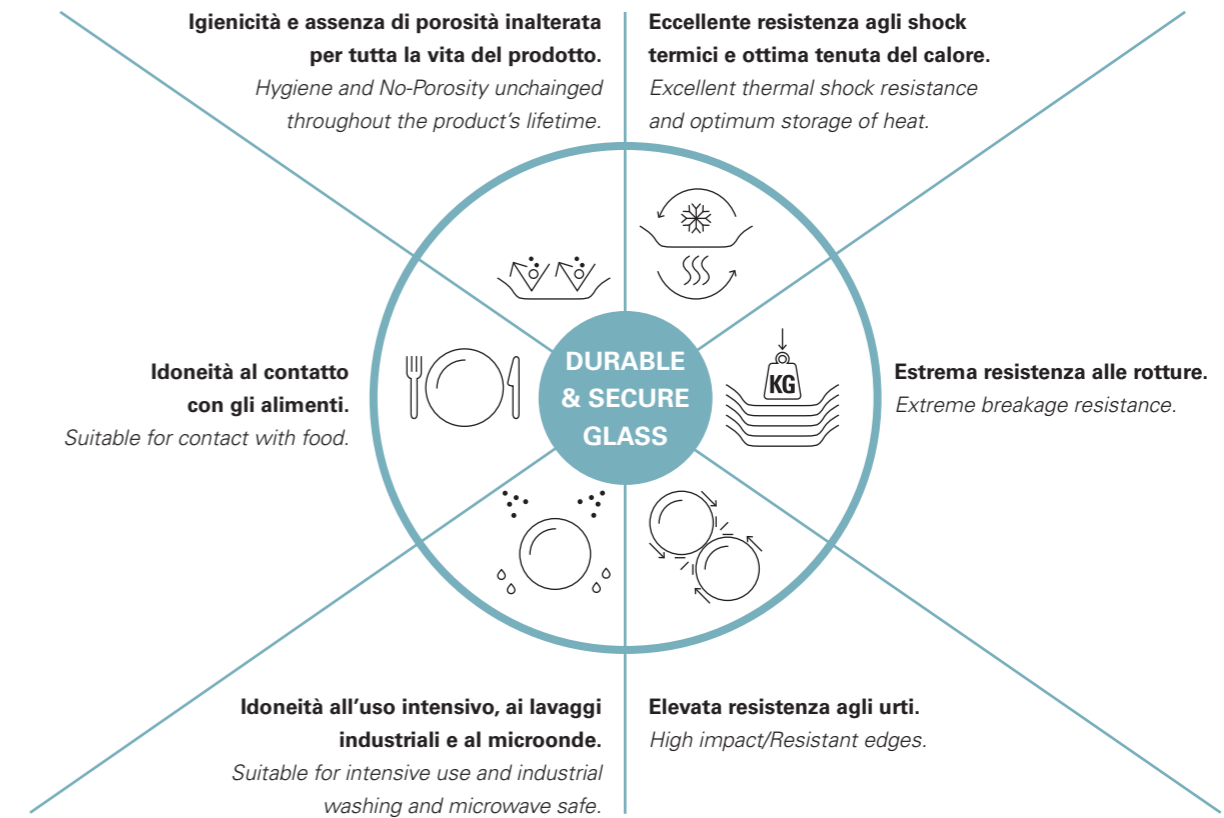 Igienicità e assenza di porosità inalterata
per tutta la vita del prodotto.
Hygiene and No-Porosity unchainged
throughout the product's lifetime.
Eccellente resistenza agli shock
termici e ottima tenuta del calore.
Excellent thermal shock resistance
and optimum storage of heat.
Idoneità al contatto
con gli alimenti.
Suitable for contact with food.
DURABLE
& SECURE
GLASS
KG
Estrema resistenza alle rotture.
Extreme breakage resistance.
Idoneità all'uso intensivo, ai lavaggi
industriali e al microonde.
Suitable for intensive use and industrial
washing and microwave safe.
Elevata resistenza agli urti.
High impact/Resistant edges.